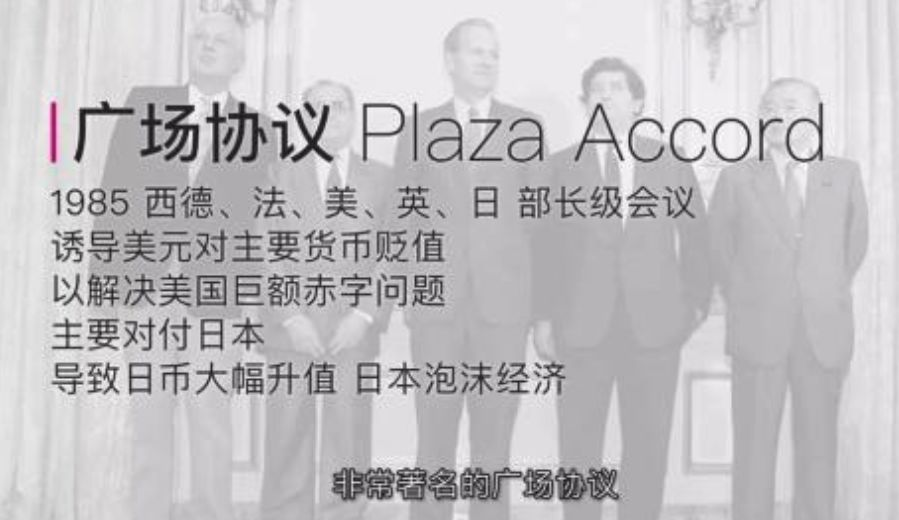 广场协议 Plaza Accord
1985 西德、法、美、英、日 部长级会议
诱导美元对主要货币贬值
以解决美国巨额赤字问题
主要对付日本
导致日币大幅升值 日本泡沫经济
非常著名的广场协议